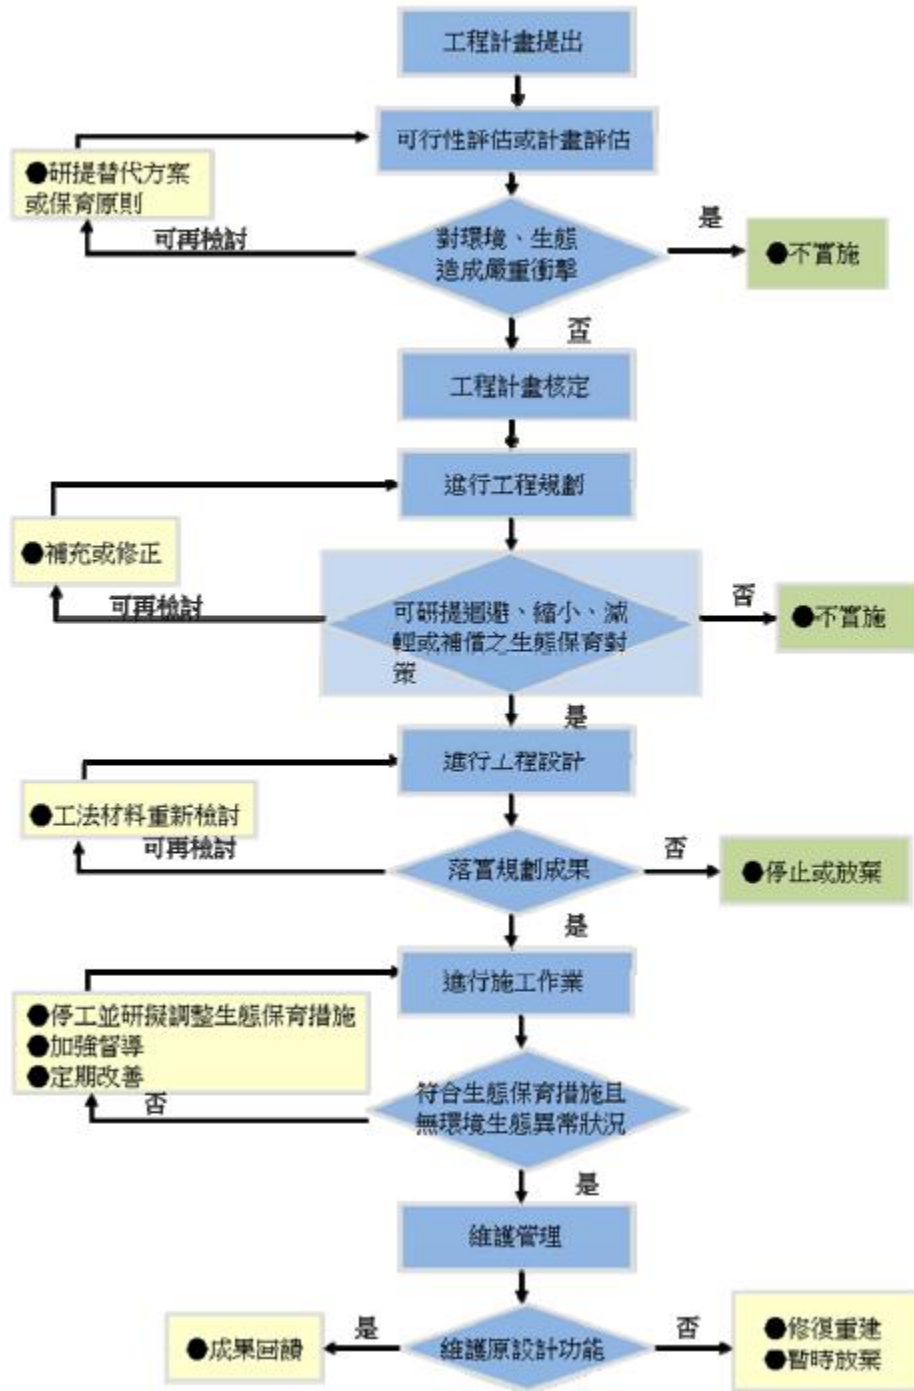 工程計畫提出
可行性評估或計畫評估
●研提替代方案
或保育原則
可再檢討
對環境、生態
造成嚴重衝擊
是
●不實施
否
工程計畫核定
進行工程規劃
●補充或修正
可再檢討
可研提迴避、縮小、減
輕或補償之生態保育對
策
否
●不實施
是
進行工程設計
●工法材料重新檢討
可再檢討
落實規劃成果
否
●停止或放棄
是
進行施工作業
●停工並研擬調整生態保育措施
●加強督導
●定期改善
否
符合生態保育措施且
無環境生態異常狀況
是
維護管理
●成果回饋
是
維護原設計功能
否
●修復重建
●暫時放棄